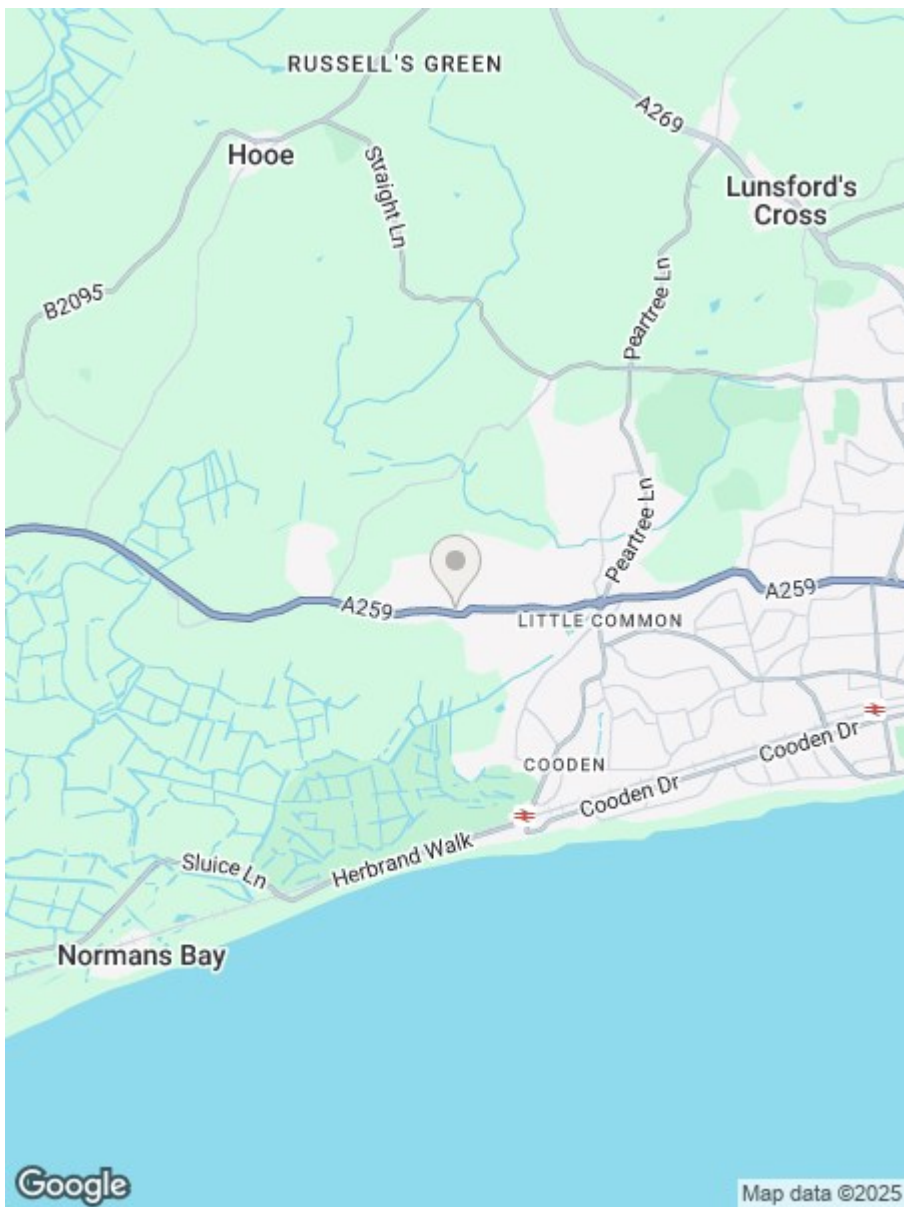 RUSSELL'S GREEN
A269
Hooe
Straight Ln
Lunsford's
Cross
Peartree Ln
B2095
Peartree Ln
A259
A259
LITTLE COMMON
COODEN
Cooden Dr
Cooden Dr
Herbrand Walk
Sluice Ln
Normans Bay
Google
Map data ©2025